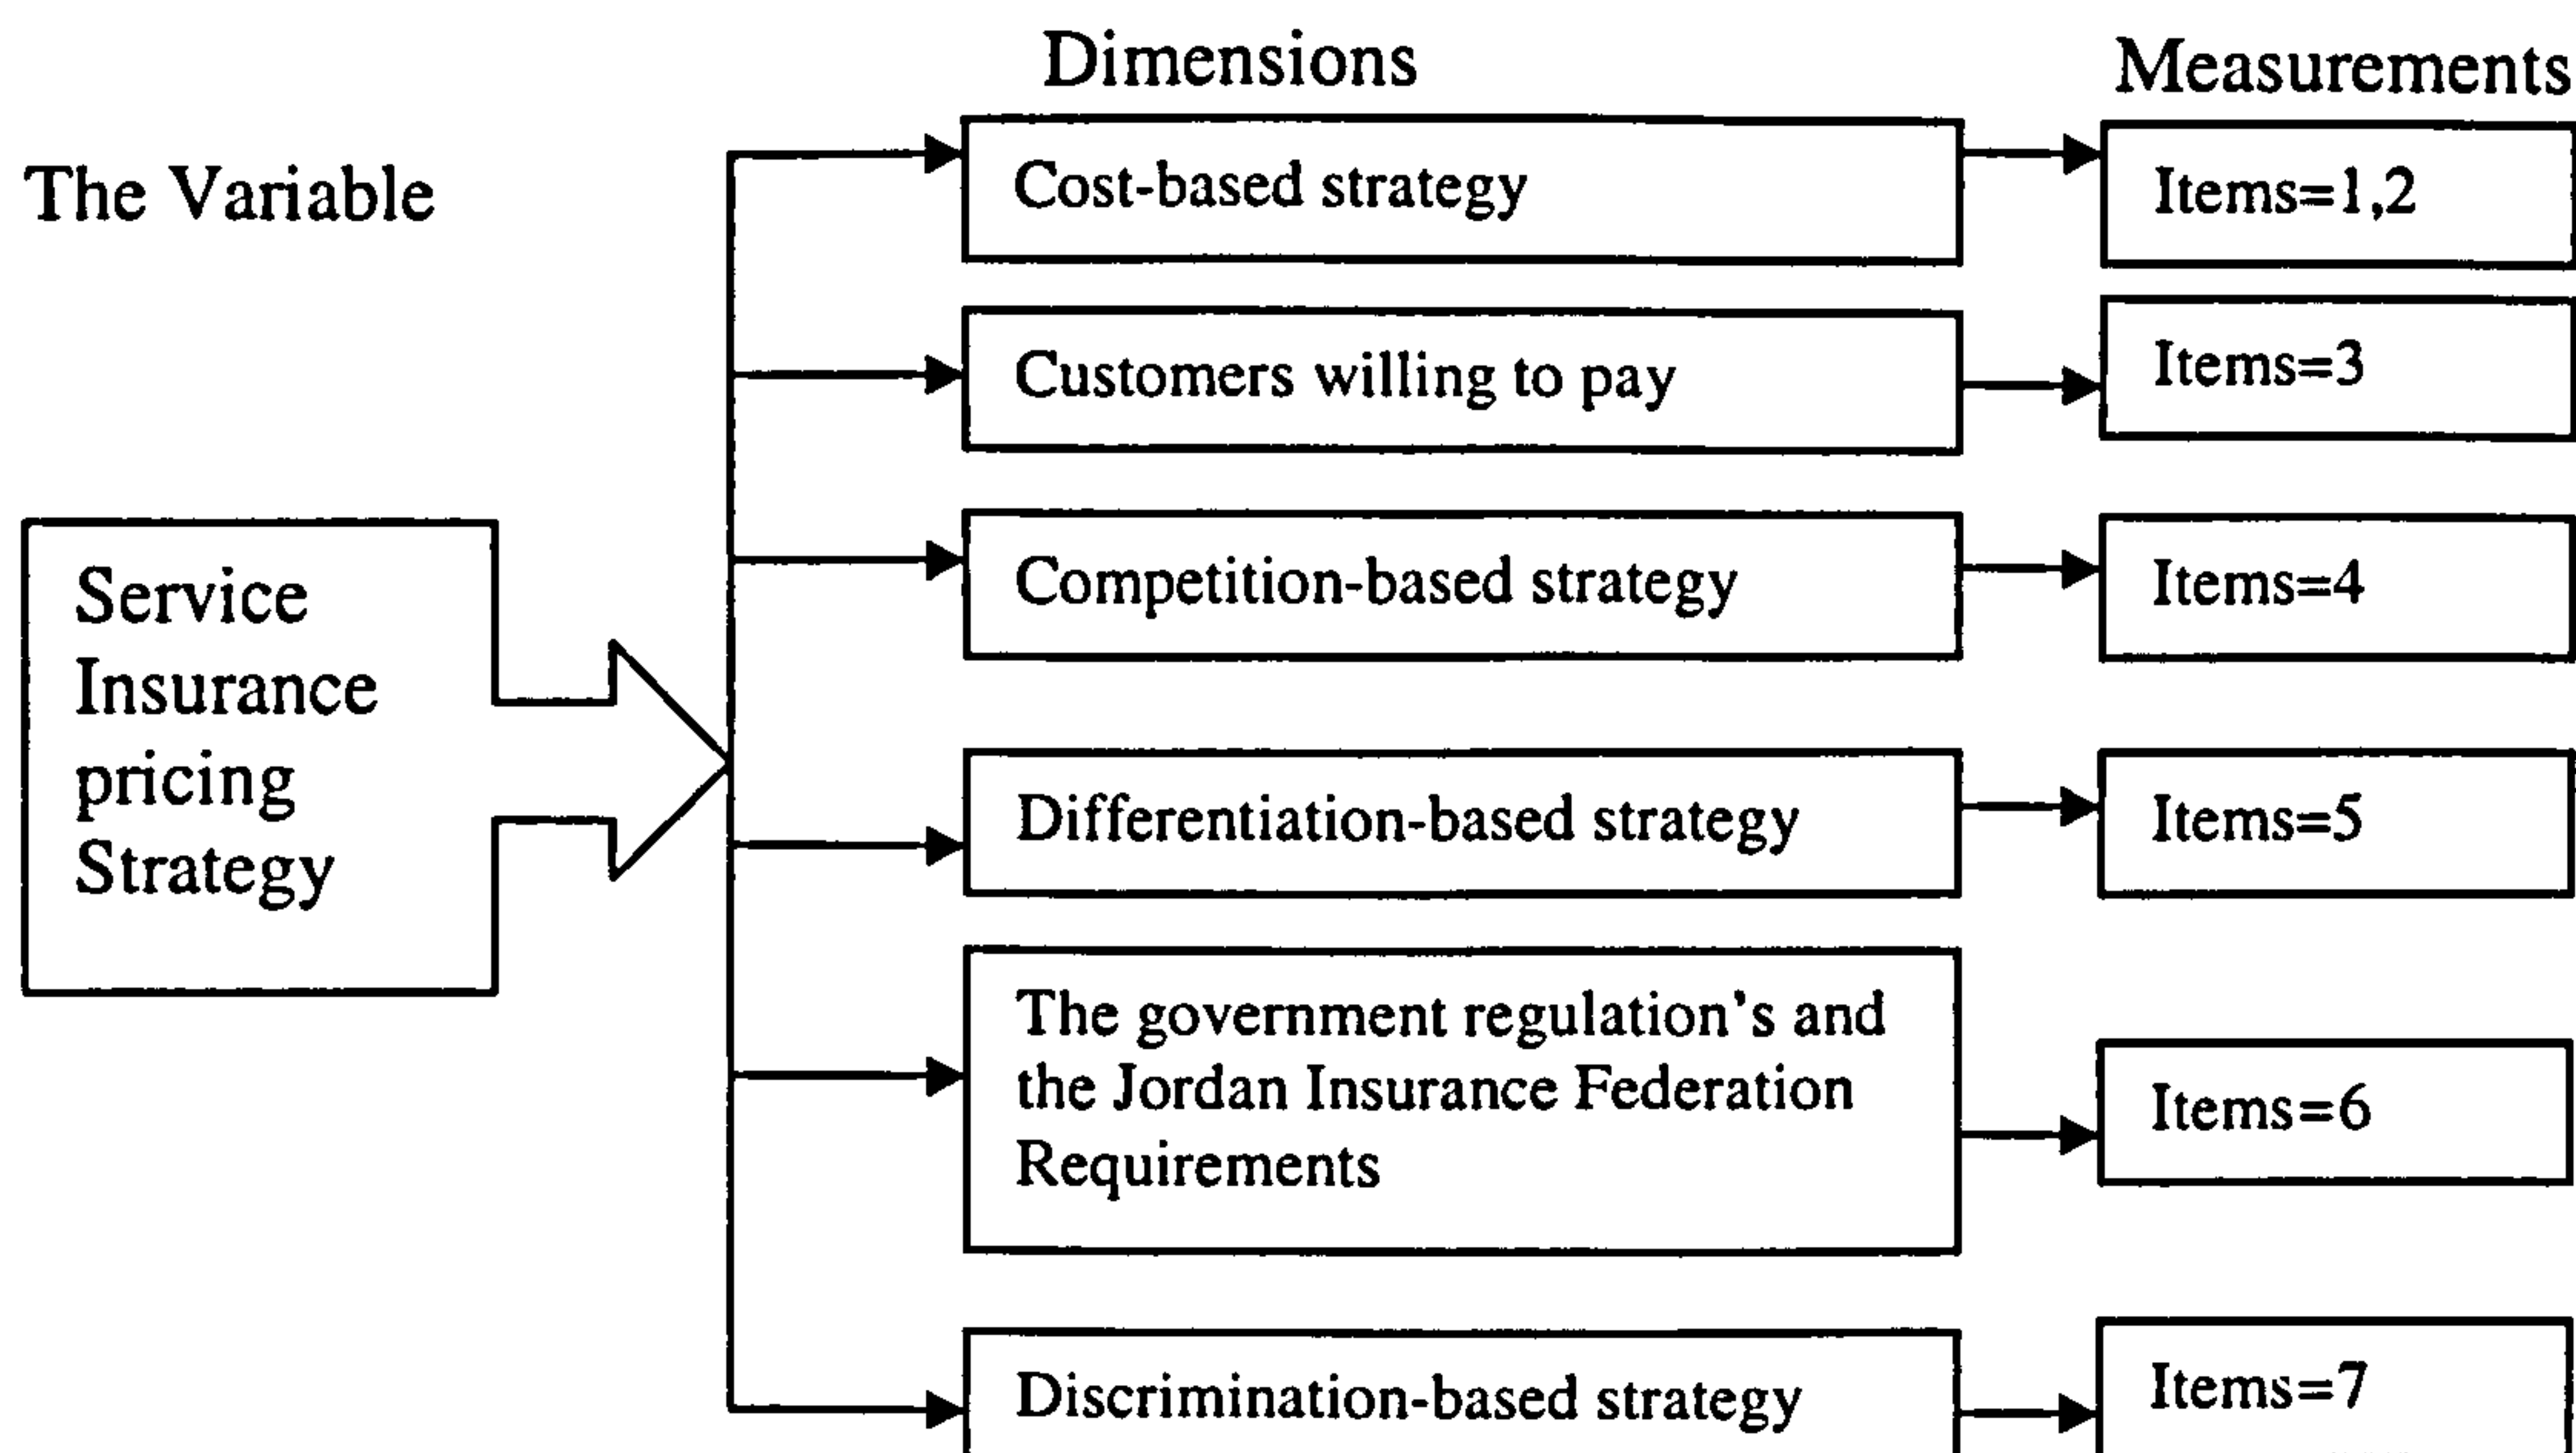 Dimensions
Measurements
The Variable
Cost-based strategy
Items=1,2
Customers willing to pay
Items=3
Service
Insurance
pricing
Strategy
Competition-based strategy
Items=4
Differentiation-based strategy
Items=5
The government regulation's and
the Jordan Insurance Federation
Requirements
Items=6
Discrimination-based strategy
Items=7